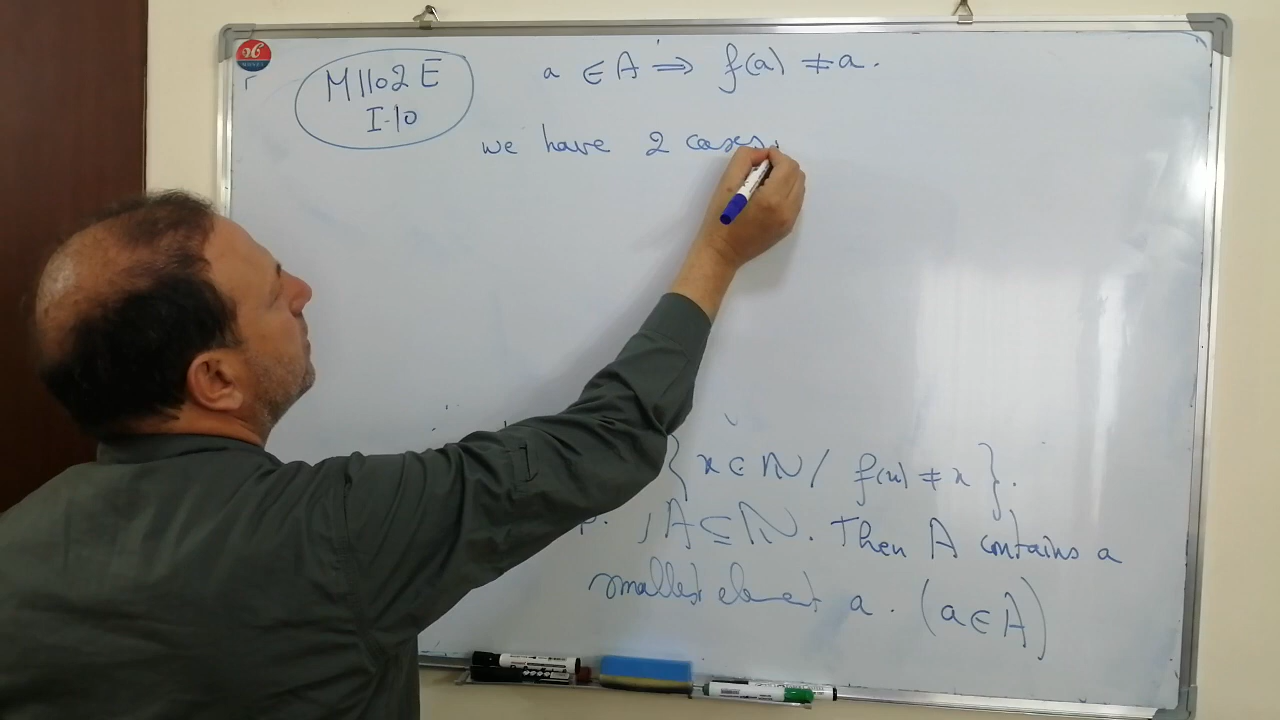 M1102E
I-10
a ∈ A ⇒ f(a) ≠ a.
we have 2 cases:
{ x ∈ ℕ / f(x) ≠ x }.
, A ⊆ ℕ. Then A contains a
smallest element a. (a ∈ A)